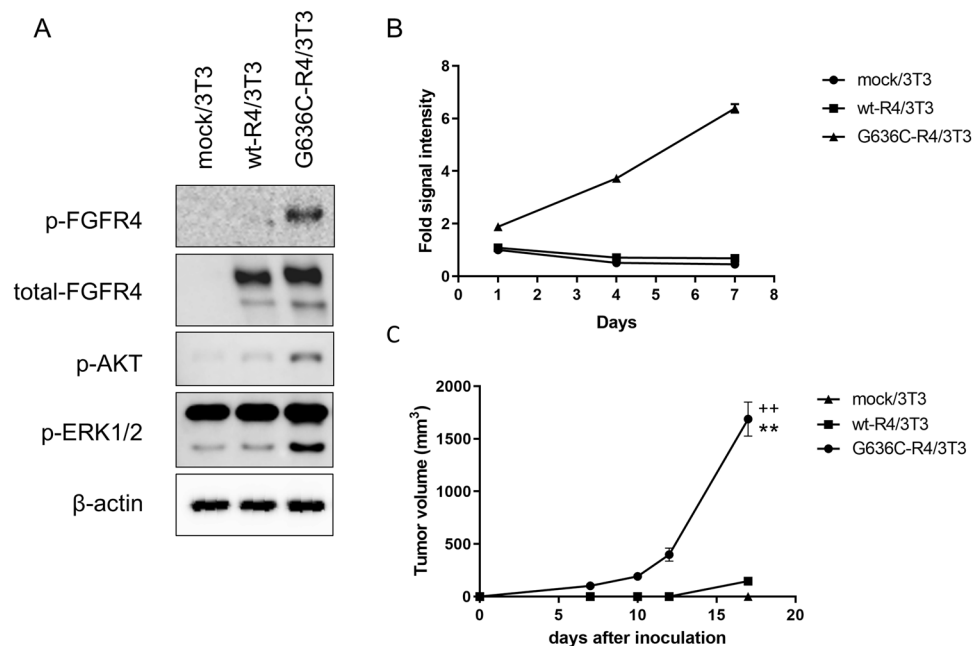 A
mock/3T3
wt-R4/3T3
G636C-R4/3T3
p-FGFR4
total-FGFR4
p-AKT
p-ERK1/2
β-actin
B
Fold signal intensity
8
6
4
2
0
0 1 2 3 4 5 6 7 8
Days
mock/3T3
wt-R4/3T3
G636C-R4/3T3
C
Tumor volume (mm³)
2000
1500
1000
500
0
0 5 10 15 20
days after inoculation
++
**
mock/3T3
wt-R4/3T3
G636C-R4/3T3